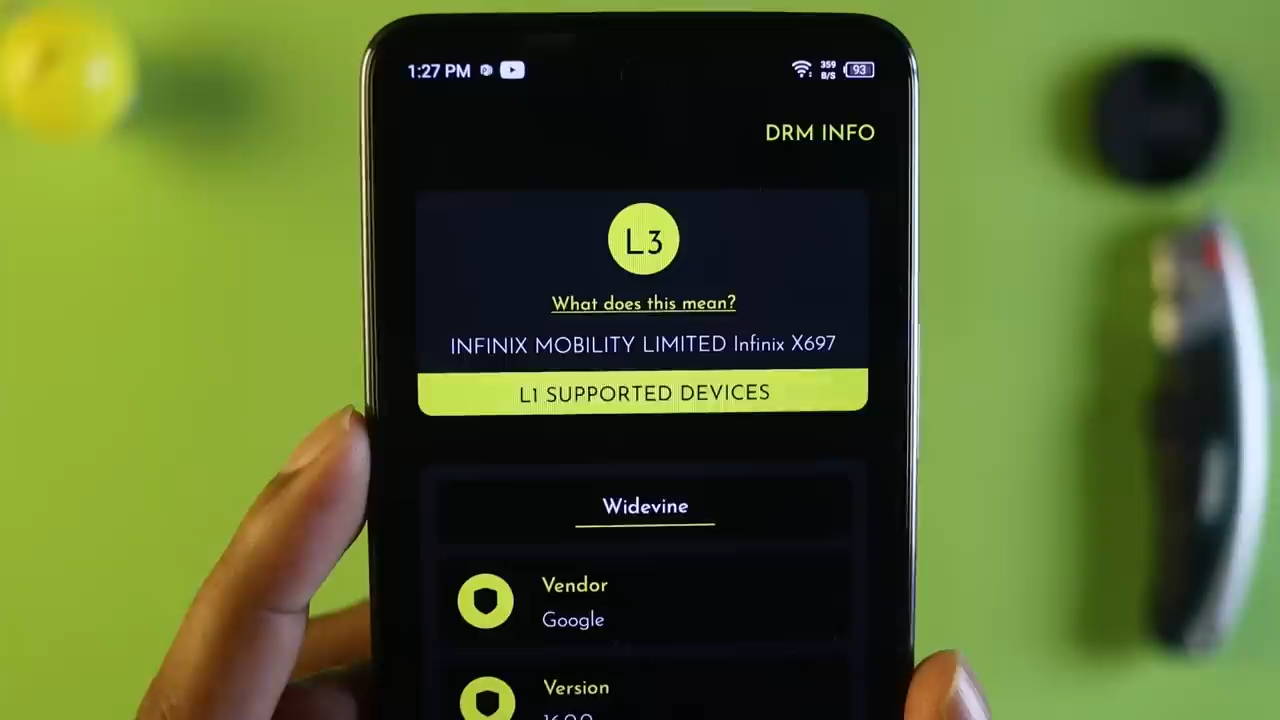 1:27 PM
359
B/S
93
DRM INFO
L3
What does this mean?
INFINIX MOBILITY LIMITED Infinix X697
L1 SUPPORTED DEVICES
Widevine
Vendor
Google
Version